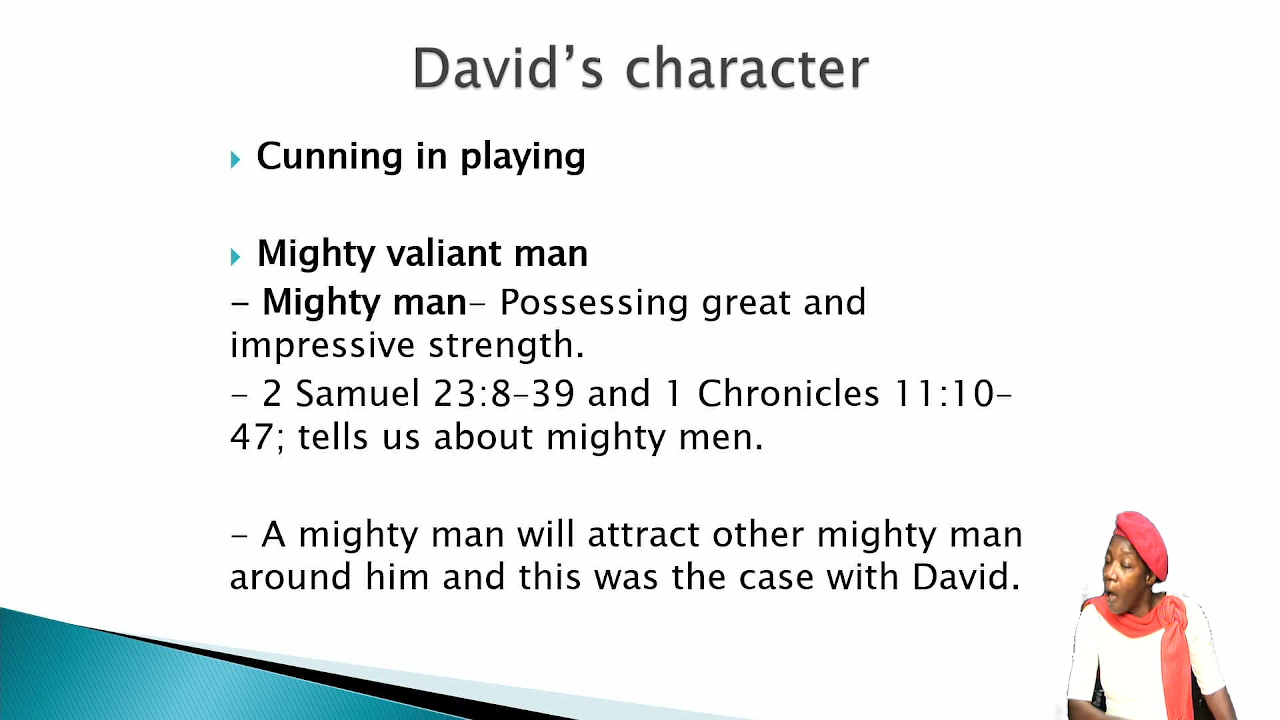 David’s character
Cunning in playing
Mighty valiant man
- Mighty man- Possessing great and
impressive strength.
- 2 Samuel 23:8-39 and 1 Chronicles 11:10-
47; tells us about mighty men.
- A mighty man will attract other mighty man
around him and this was the case with David.